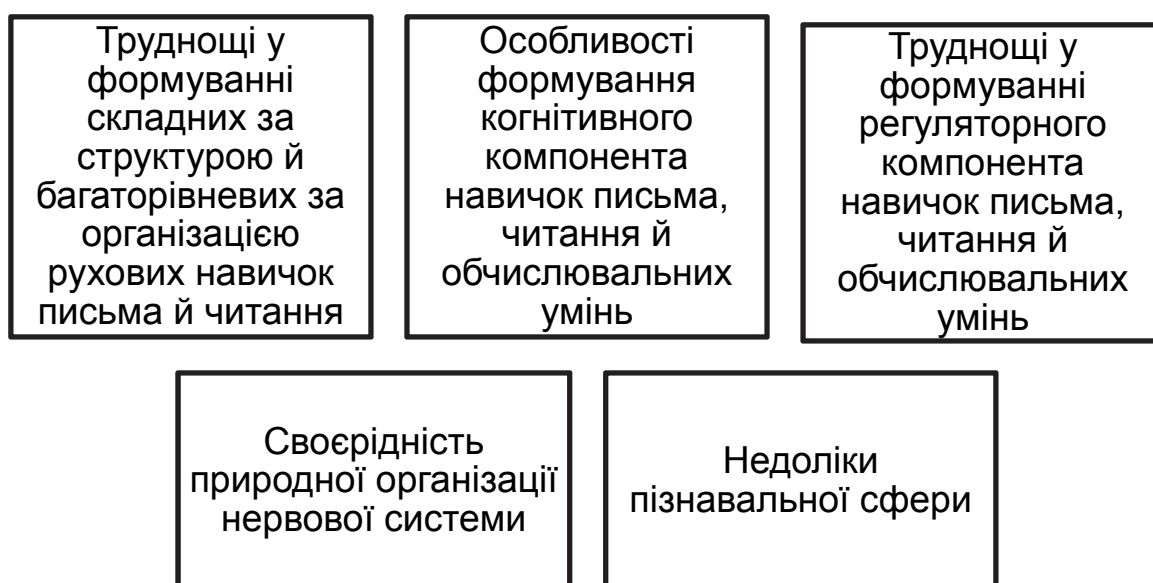 Труднощі у
формуванні
складних за
структурою й
багаторівневих за
організацією
рухових навичок
письма й читання
Особливості
формування
когнітивного
компонента
навичок письма,
читання й
обчислювальних
умінь
Труднощі у
формуванні
регуляторного
компонента
навичок письма,
читання й
обчислювальних
умінь
Своєрідність
природної організації
нервової системи
Недоліки
пізнавальної сфери